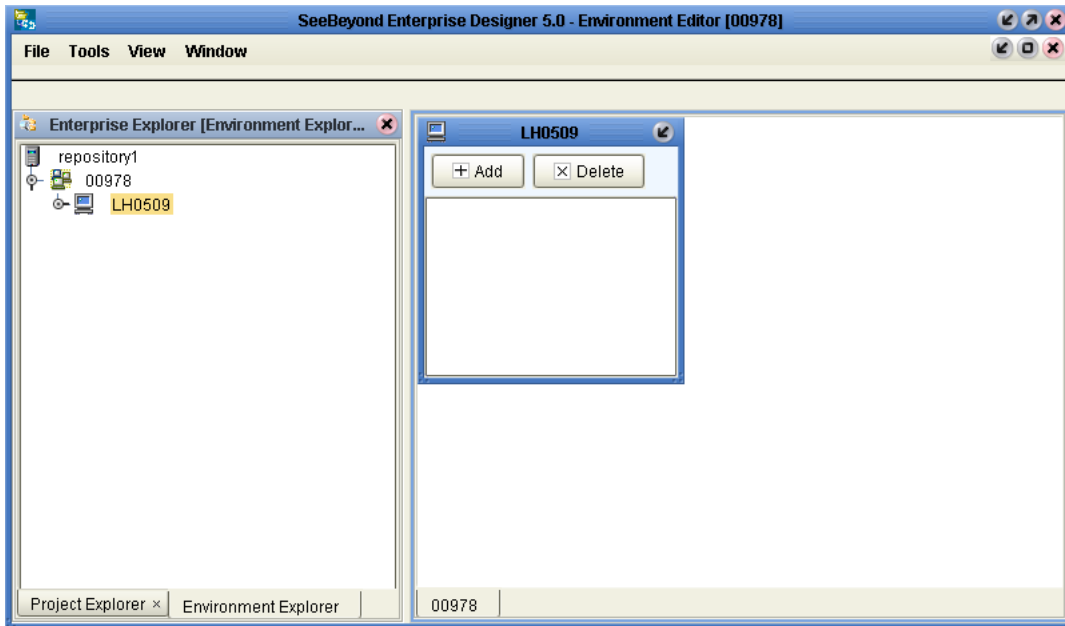 SeeBeyond Enterprise Designer 5.0 - Environment Editor [00978]
File Tools View Window
Enterprise Explorer [Environment Explor...
repository1
00978
LH0509
LH0509
Add Delete
Project Explorer × Environment Explorer
00978